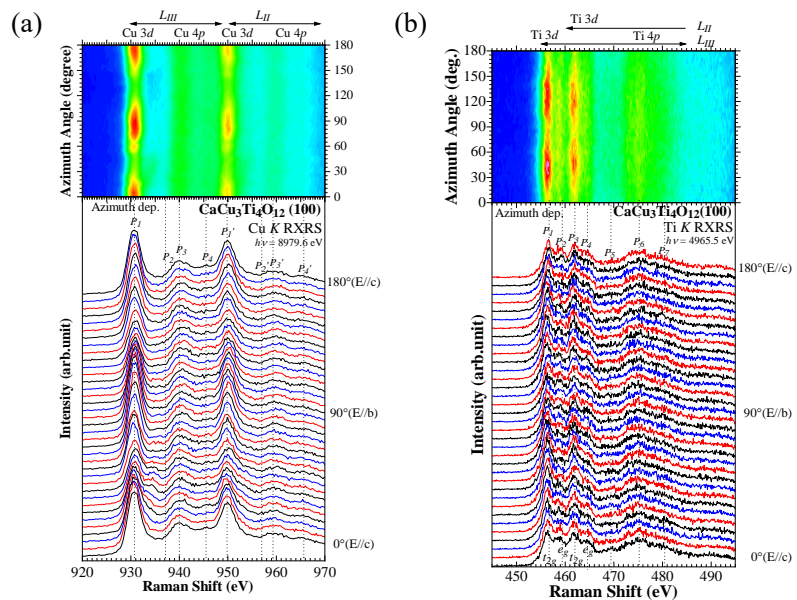 (a)
L_III L_II
Cu 3d Cu 4p Cu 3d Cu 4p
Azimuth Angle (degree)
180
150
120
90
60
30
0
Azimuth dep.
CaCu3Ti4O12 (100)
Cu K RXRS
hν = 8979.6 eV
P1 P2 P3 P4 P1' P2' P3' P4'
180°(E//c)
90°(E//b)
0°(E//c)
Intensity (arb.unit)
920 930 940 950 960 970
Raman Shift (eV)
(b)
Ti 3d L_II
Ti 3d Ti 4p L_III
Azimuth Angle (deg.)
180
150
120
90
60
30
0
Azimuth dep.
CaCu3Ti4O12(100)
Ti K RXRS
hν = 4965.5 eV
P1 P2 P3 P4 P5 P6 P7
180°(E//c)
90°(E//b)
0°(E//c)
t2g eg t2g eg
Intensity (arb.unit)
450 460 470 480 490
Raman Shift (eV)